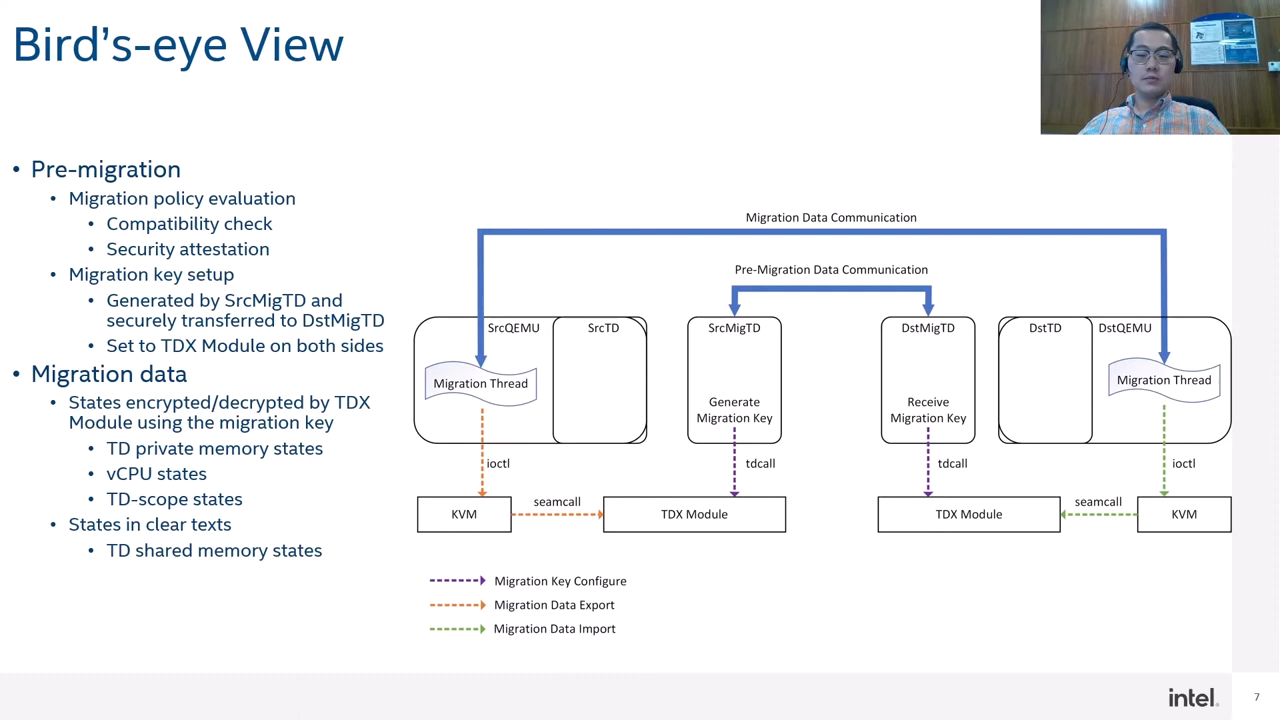 Bird's-eye View
• Pre-migration
• Migration policy evaluation
• Compatibility check
• Security attestation
• Migration key setup
• Generated by SrcMigTD and
securely transferred to DstMigTD
• Set to TDX Module on both sides
• Migration data
• States encrypted/decrypted by TDX
Module using the migration key
• TD private memory states
• vCPU states
• TD-scope states
• States in clear texts
• TD shared memory states
Migration Data Communication
Pre-Migration Data Communication
SrcQEMU
SrcTD
SrcMigTD
DstMigTD
DstTD
DstQEMU
Migration Thread
Migration Thread
Generate
Migration Key
Receive
Migration Key
ioctl
tdcall
tdcall
ioctl
KVM
seamcall
TDX Module
TDX Module
seamcall
KVM
Migration Key Configure
Migration Data Export
Migration Data Import
intel.
7